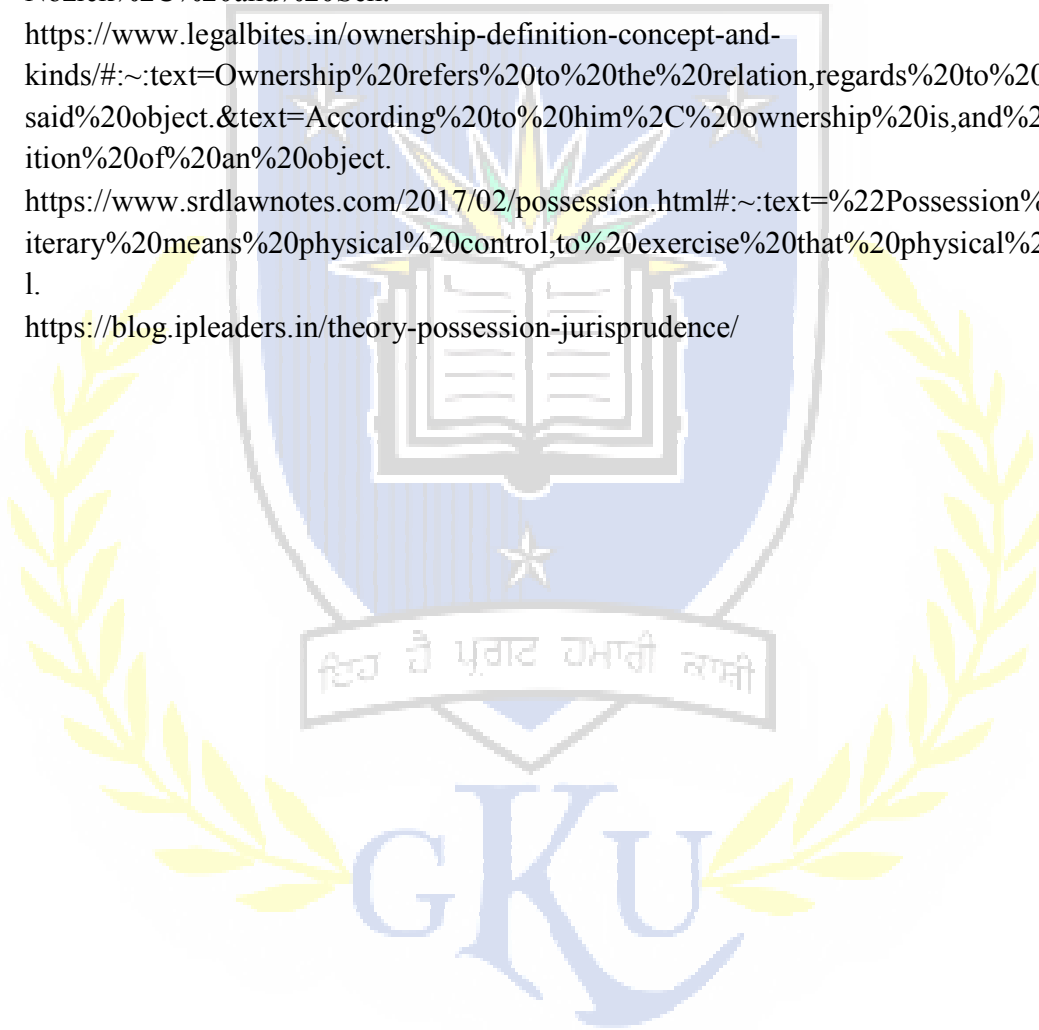 https://www.legalbites.in/ownership-definition-concept-and-
kinds/#:~:text=Ownership%20refers%20to%20the%20relation,regards%20to%20
said%20object.&text=According%20to%20him%2C%20ownership%20is,and%2
ition%20of%20an%20object.
https://www.srdlawnotes.com/2017/02/possession.html#:~:text=%22Possession%
iterary%20means%20physical%20control,to%20exercise%20that%20physical%2
l.
https://blog.ipleaders.in/theory-possession-jurisprudence/
ਇਹ ਹੈ ਪ੍ਰਗਟ ਹਮਾਰੀ ਕਾਸੀ
GKU